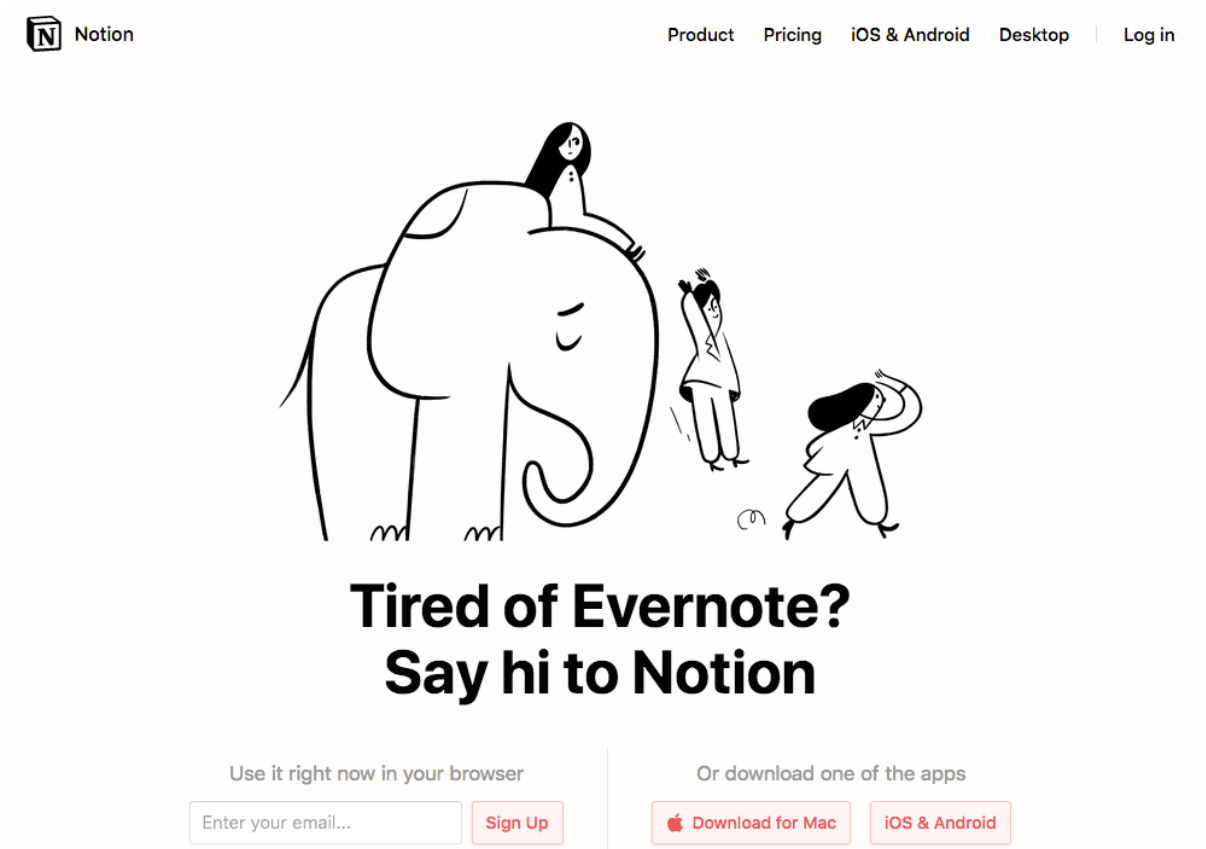 N Notion
Product Pricing iOS & Android Desktop Log in
Tired of Evernote?
Say hi to Notion
Use it right now in your browser
Enter your email...
Sign Up
Or download one of the apps
Download for Mac
iOS & Android